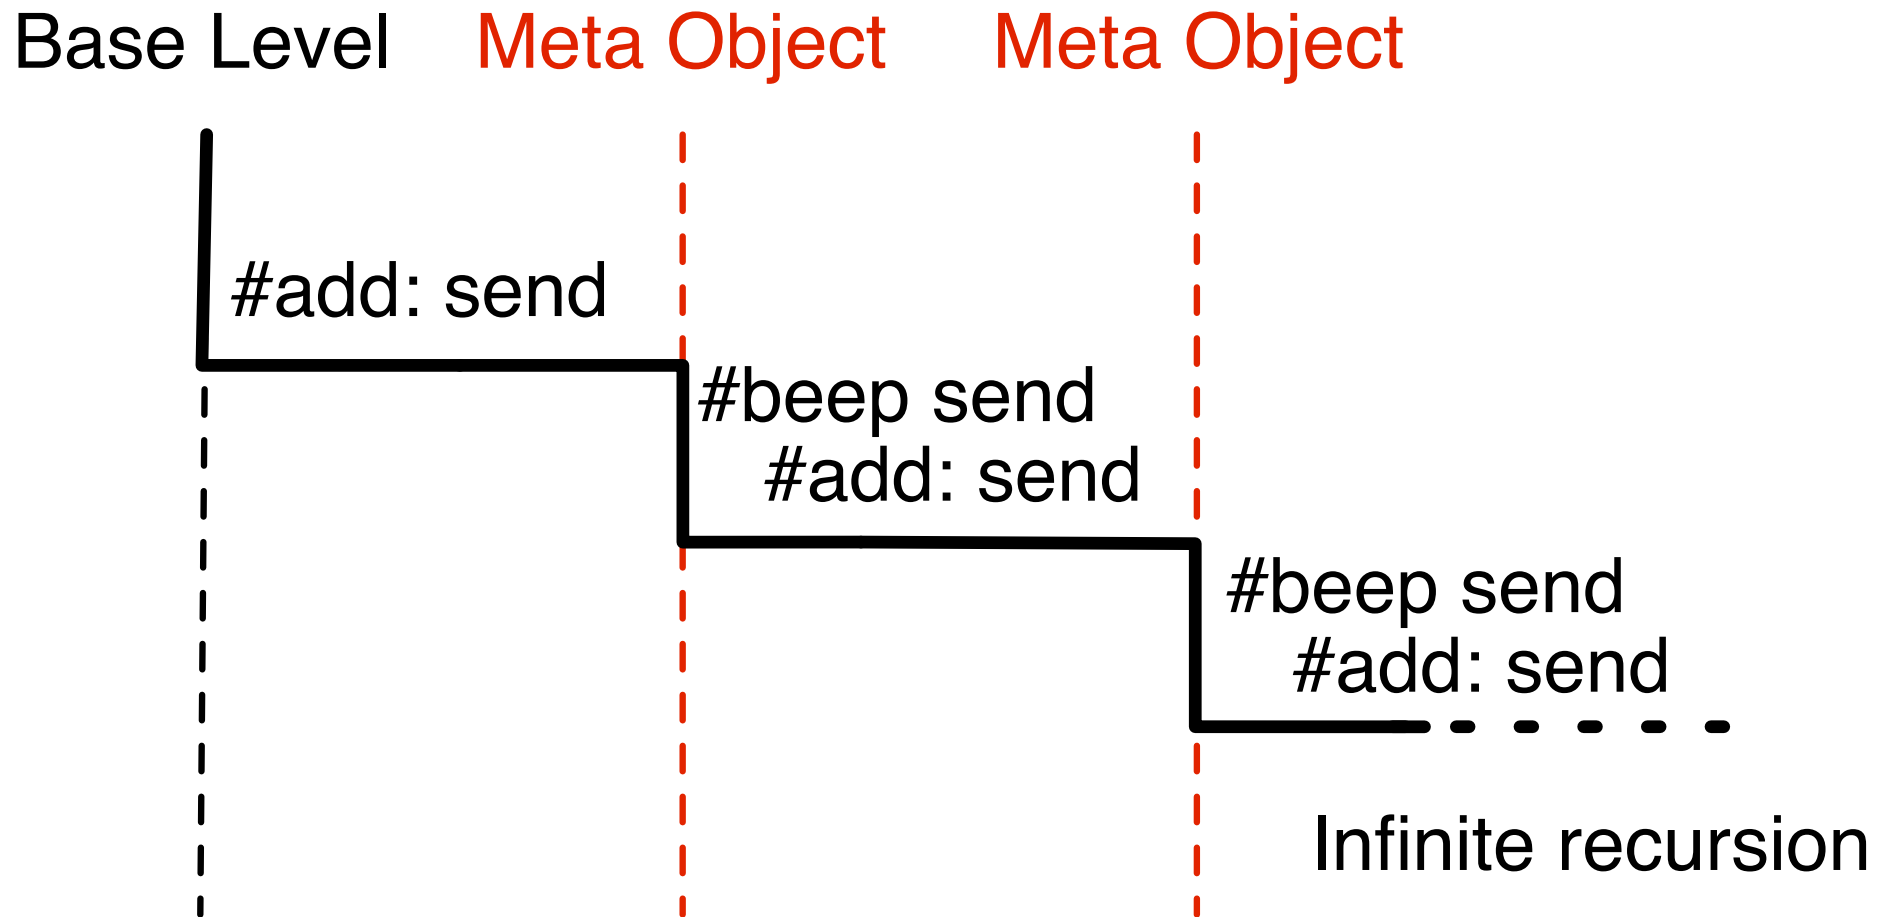 Base Level
Meta Object
Meta Object
#add: send
#beep send
#add: send
#beep send
#add: send
Infinite recursion